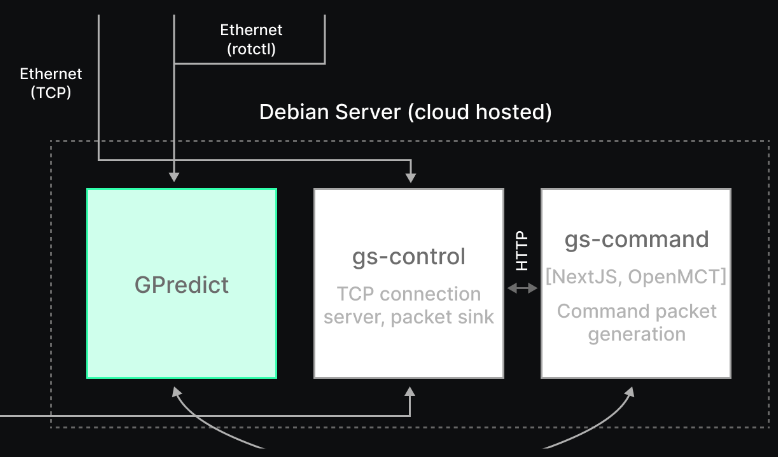 Ethernet
(rotctl)
Ethernet
(TCP)
Debian Server (cloud hosted)
GPredict
gs-control
TCP connection
server, packet sink
HTTP
gs-command
[NextJS, OpenMCT]
Command packet
generation